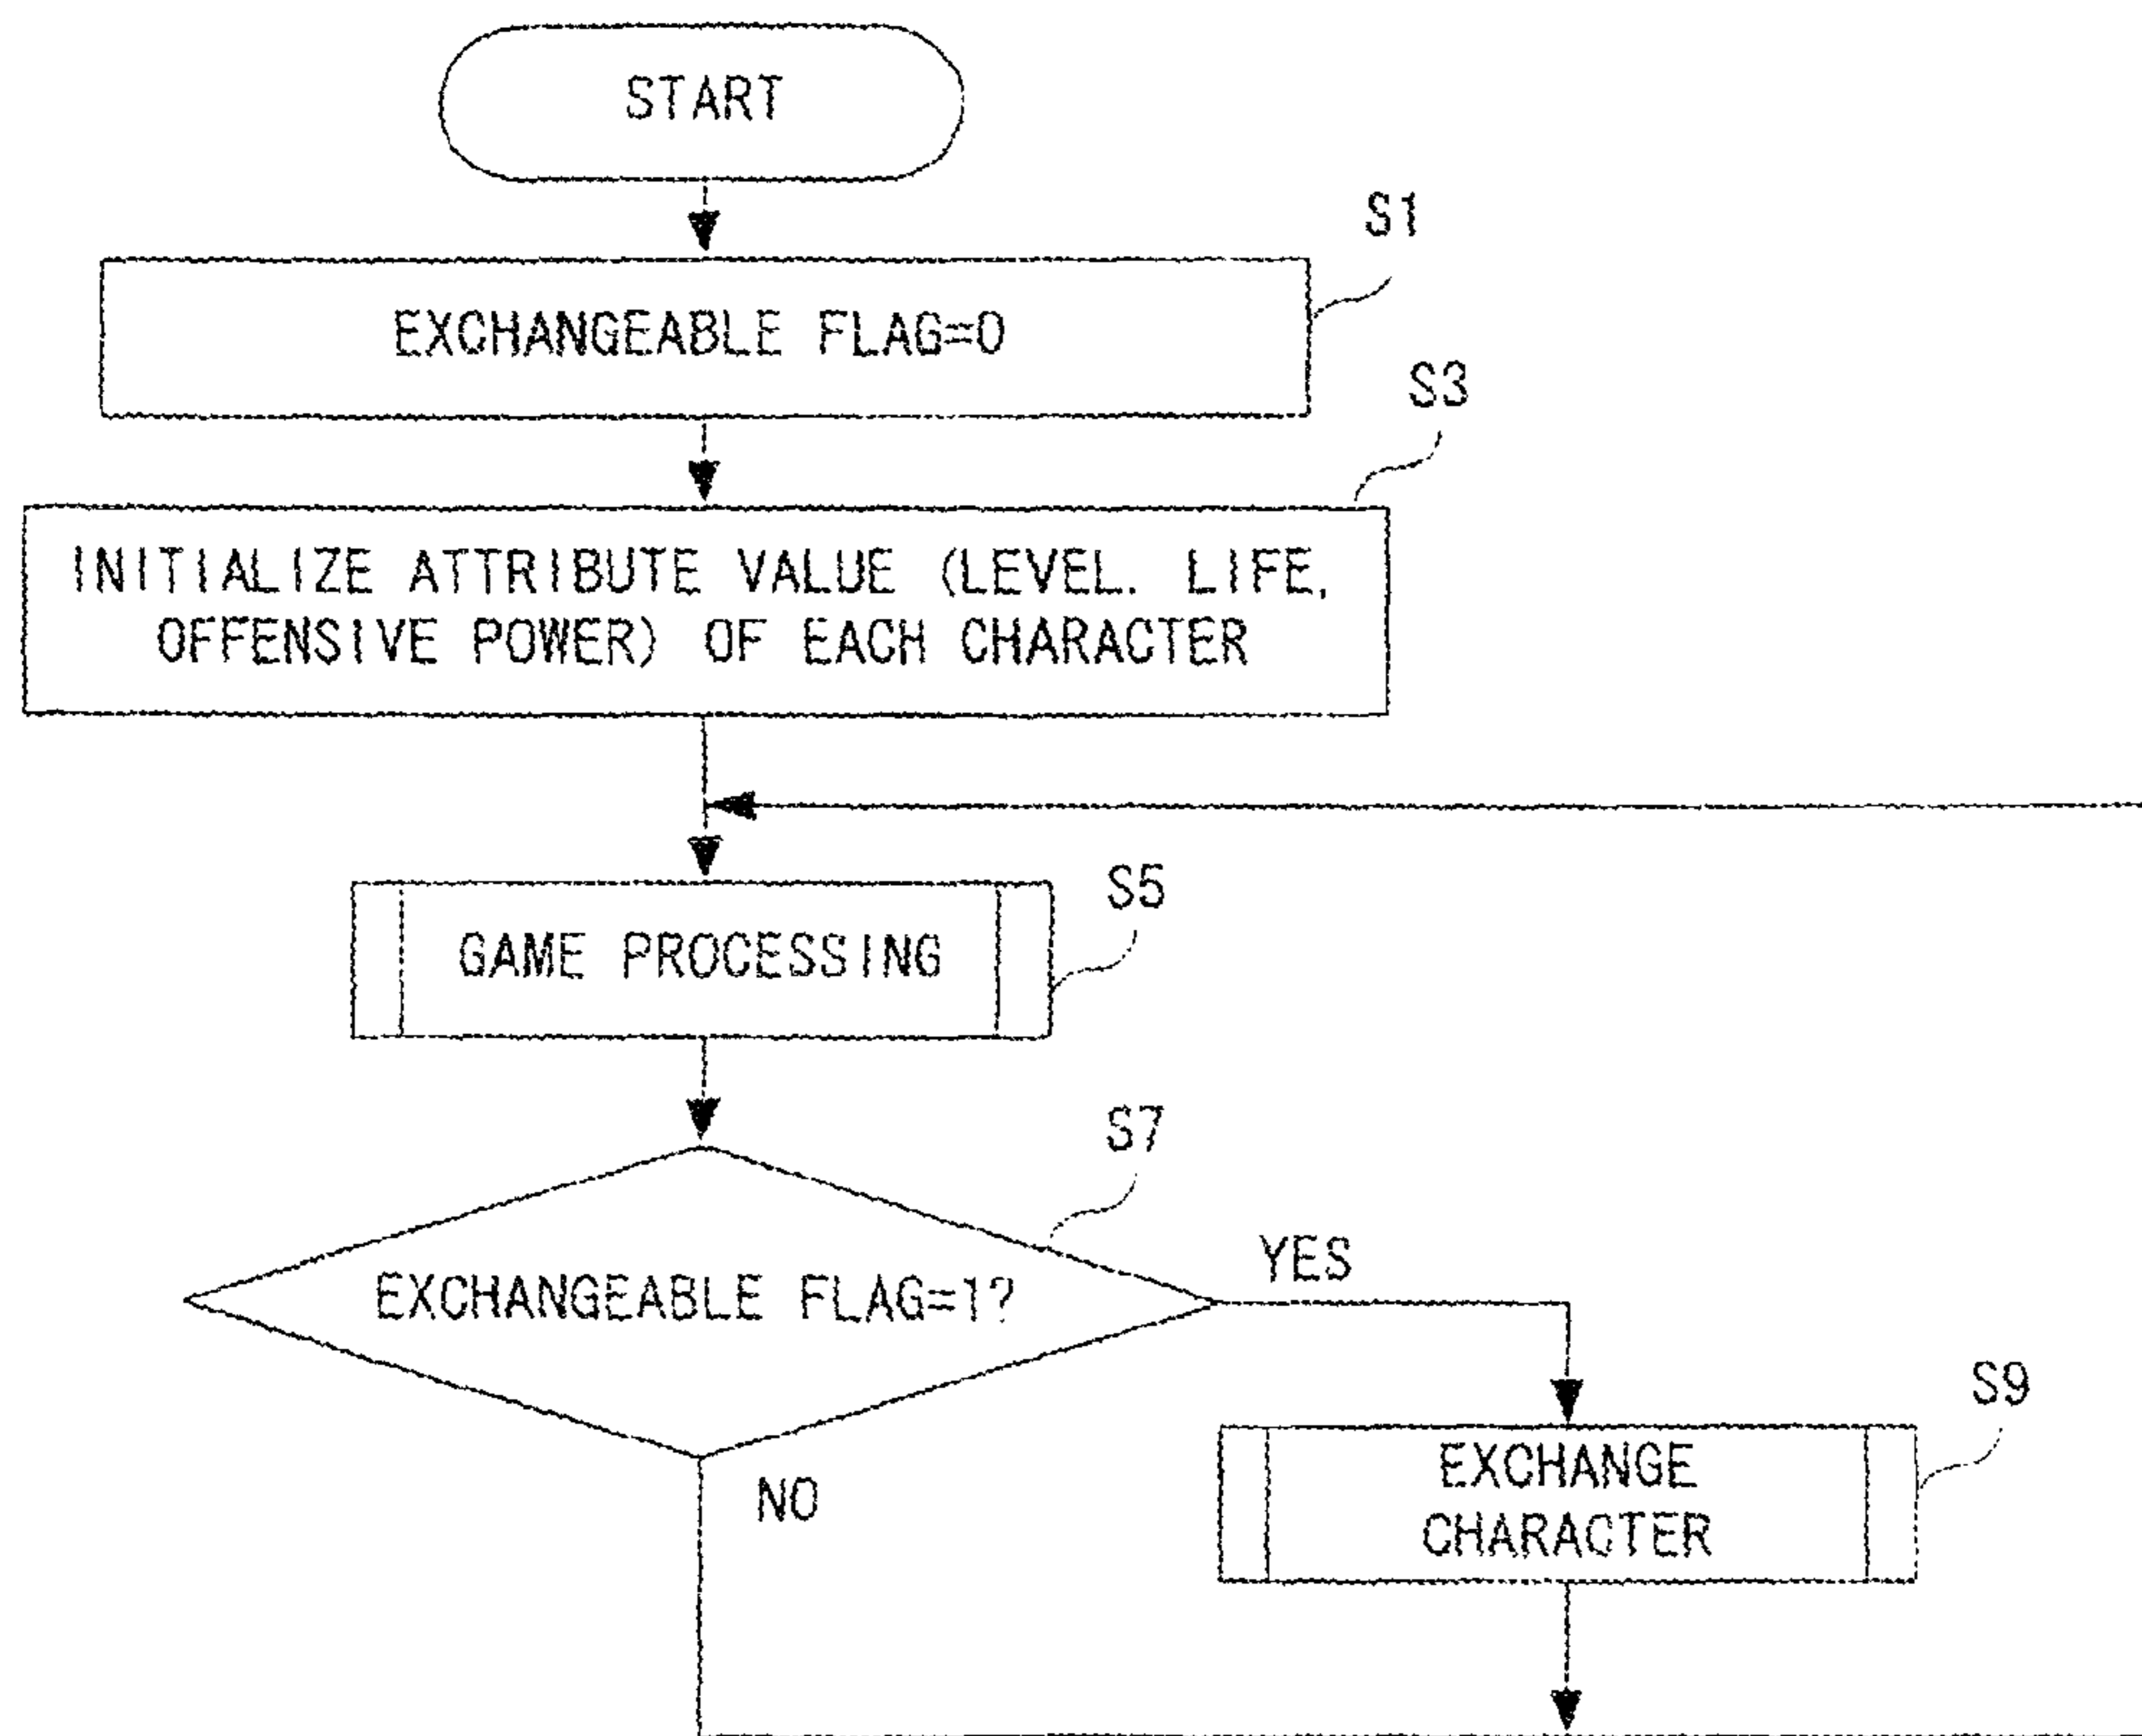 START
S1
EXCHANGEABLE FLAG=0
S3
INITIALIZE ATTRIBUTE VALUE (LEVEL. LIFE,
OFFENSIVE POWER) OF EACH CHARACTER
S5
GAME PROCESSING
S7
EXCHANGEABLE FLAG=1?
YES
S9
EXCHANGE
CHARACTER
NO